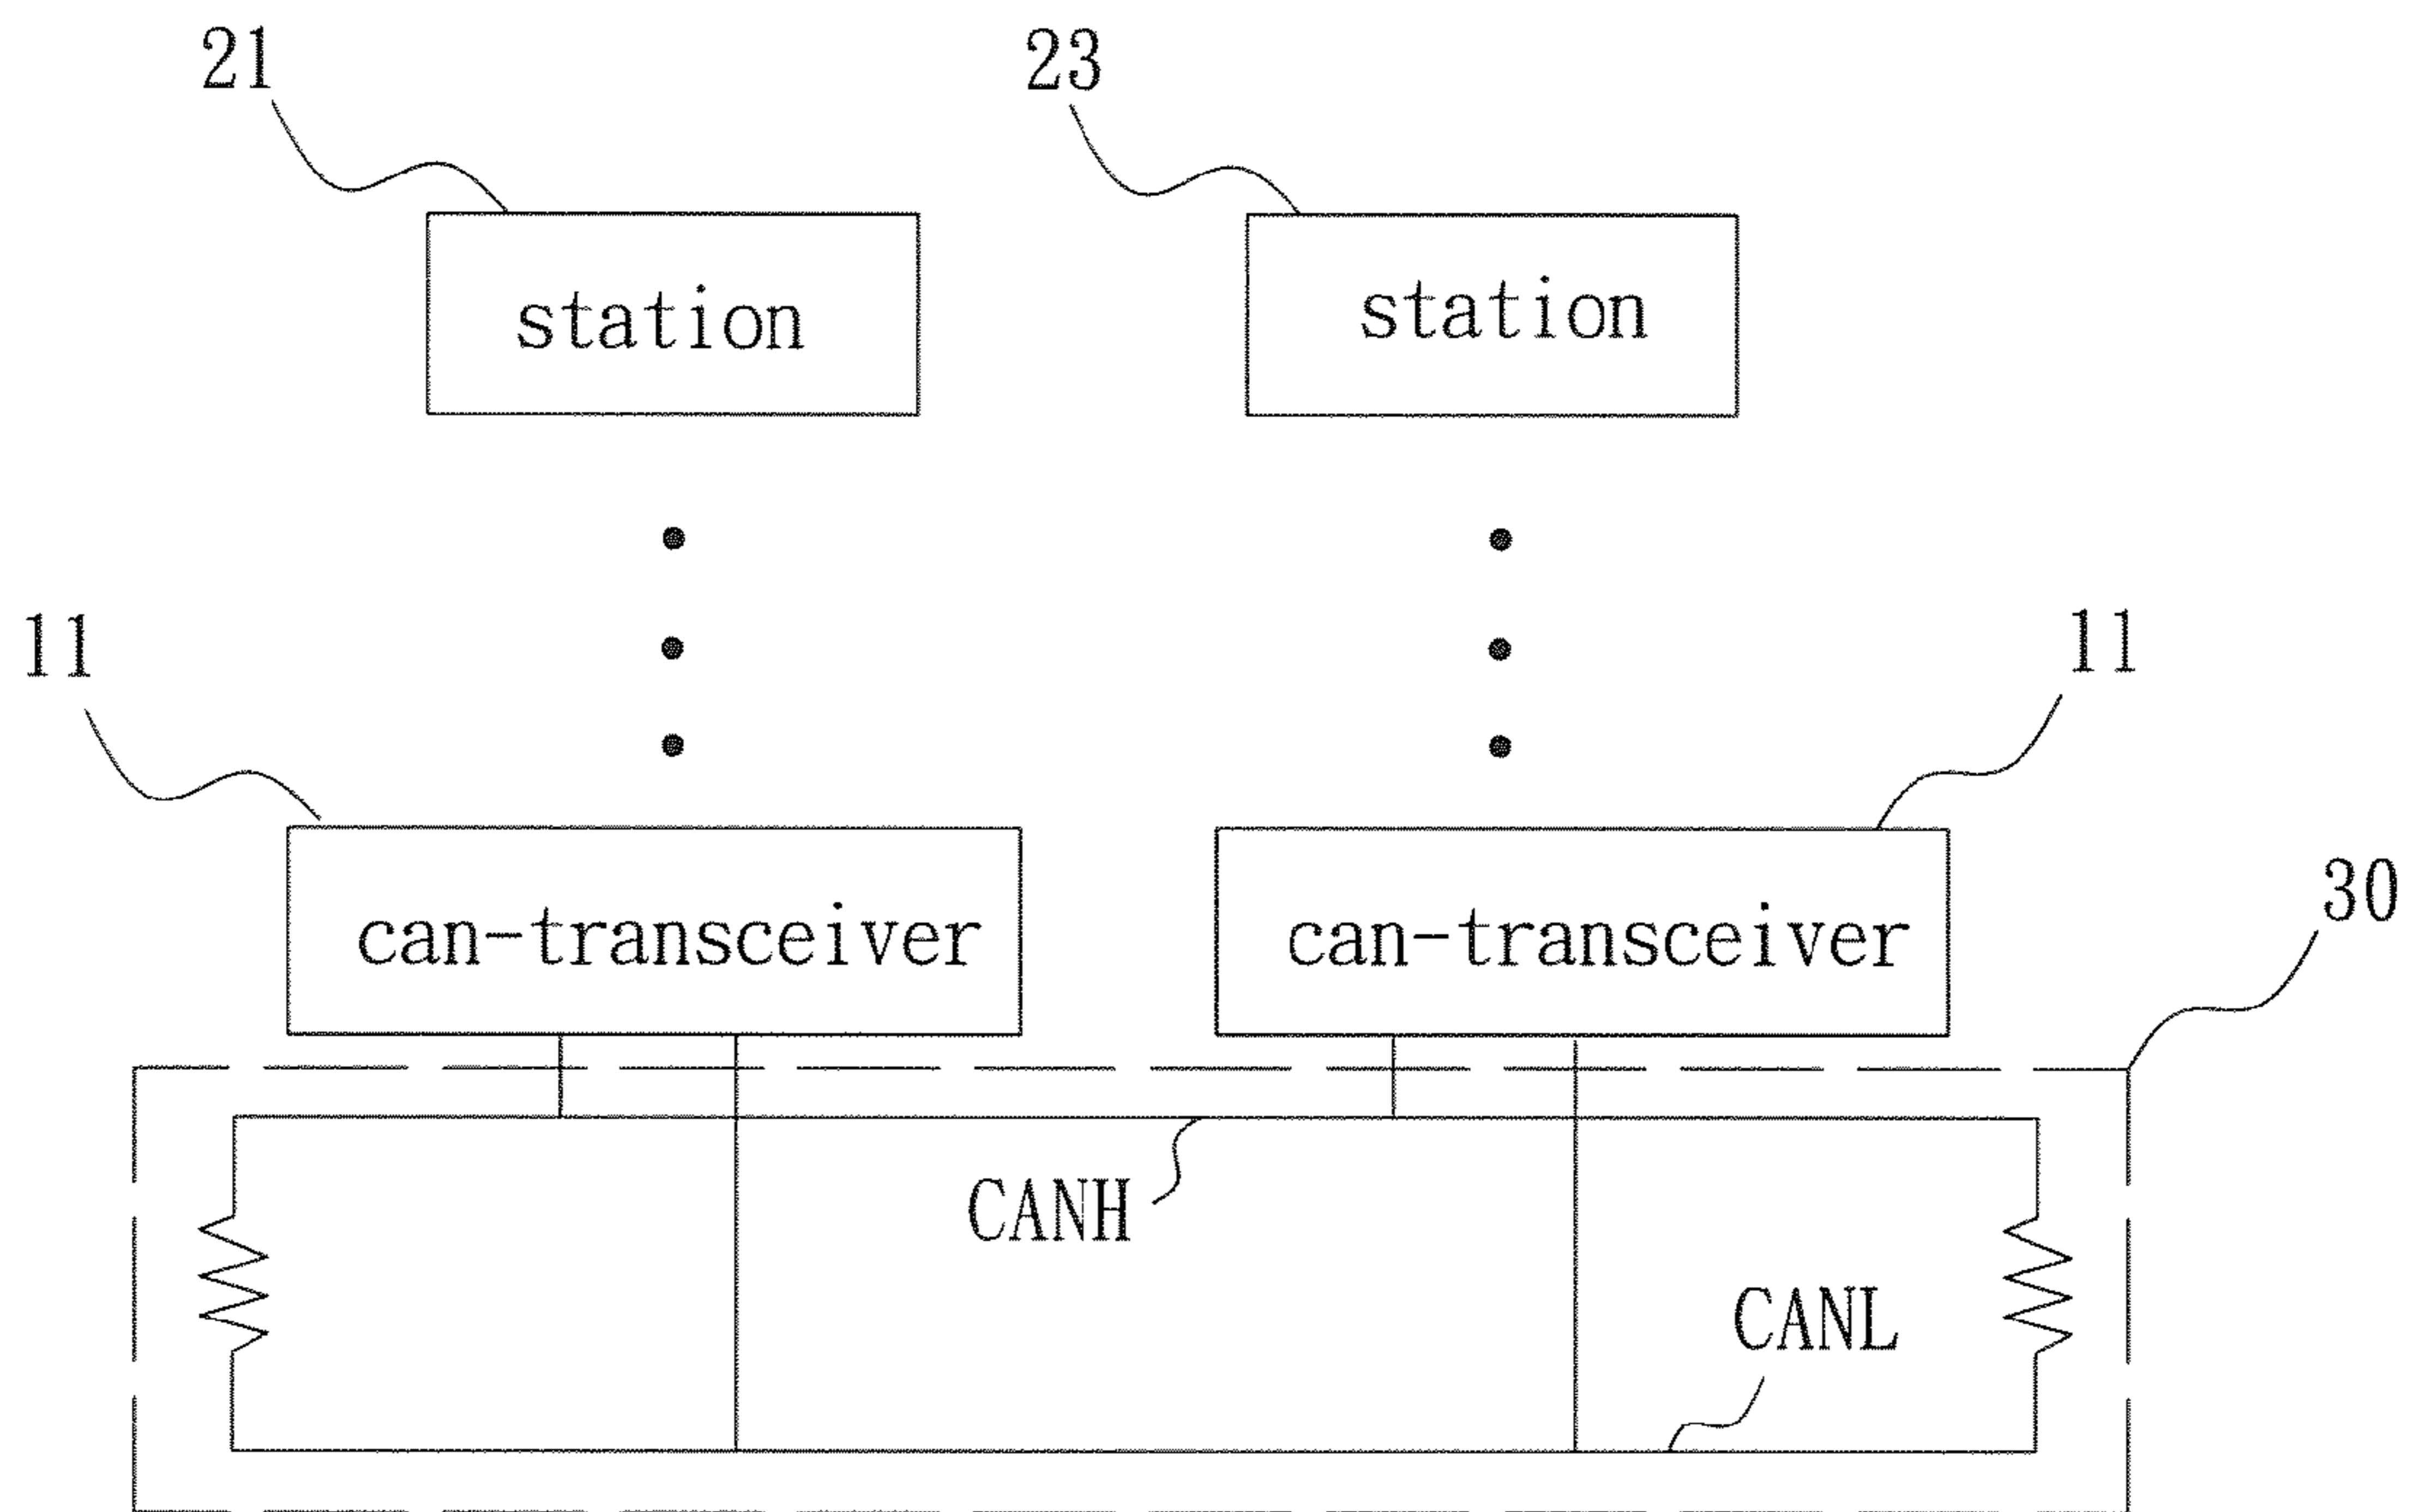 21
23
station
station
11
11
can-transceiver
can-transceiver
30
CANH
CANL